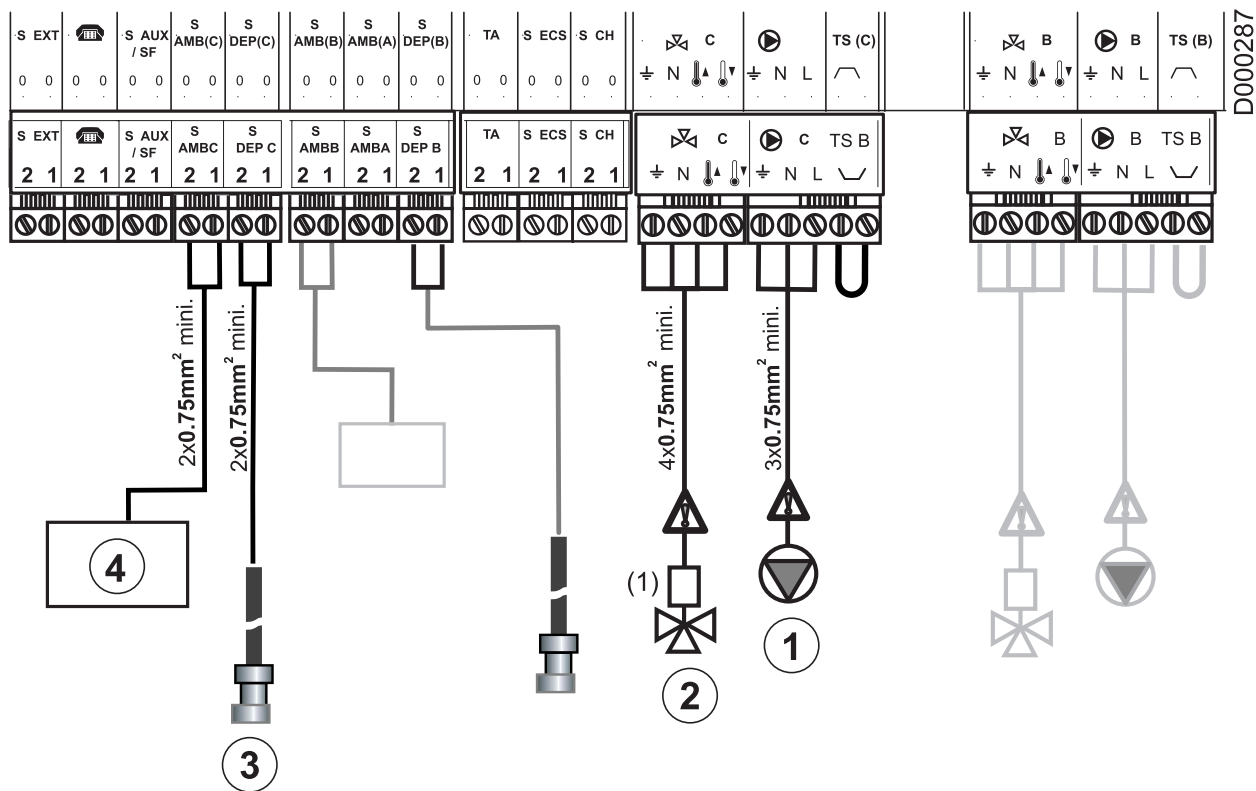 S EXT S AUX / SF S AMB(C) S DEP(C) S AMB(B) S AMB(A) S DEP(B) TA S ECS S CH C TS (C) B B TS (B)
N N L N N L
0 0 0 0 0 0 0 0 0 0 0 0 0 0 0 0 0 0 0 0 0 0
S EXT S AUX / SF S AMBC S DEP C S AMBB S AMBA S DEP B TA S ECS S CH C C TS B B B TS B
2 1 2 1 2 1 2 1 2 1 2 1 2 1 2 1 2 1 2 1 2 1 N N L N N L
2x0.75mm² mini.
2x0.75mm² mini.
4x0.75mm² mini.
3x0.75mm² mini.
4
(1)
1
2
3
D000287